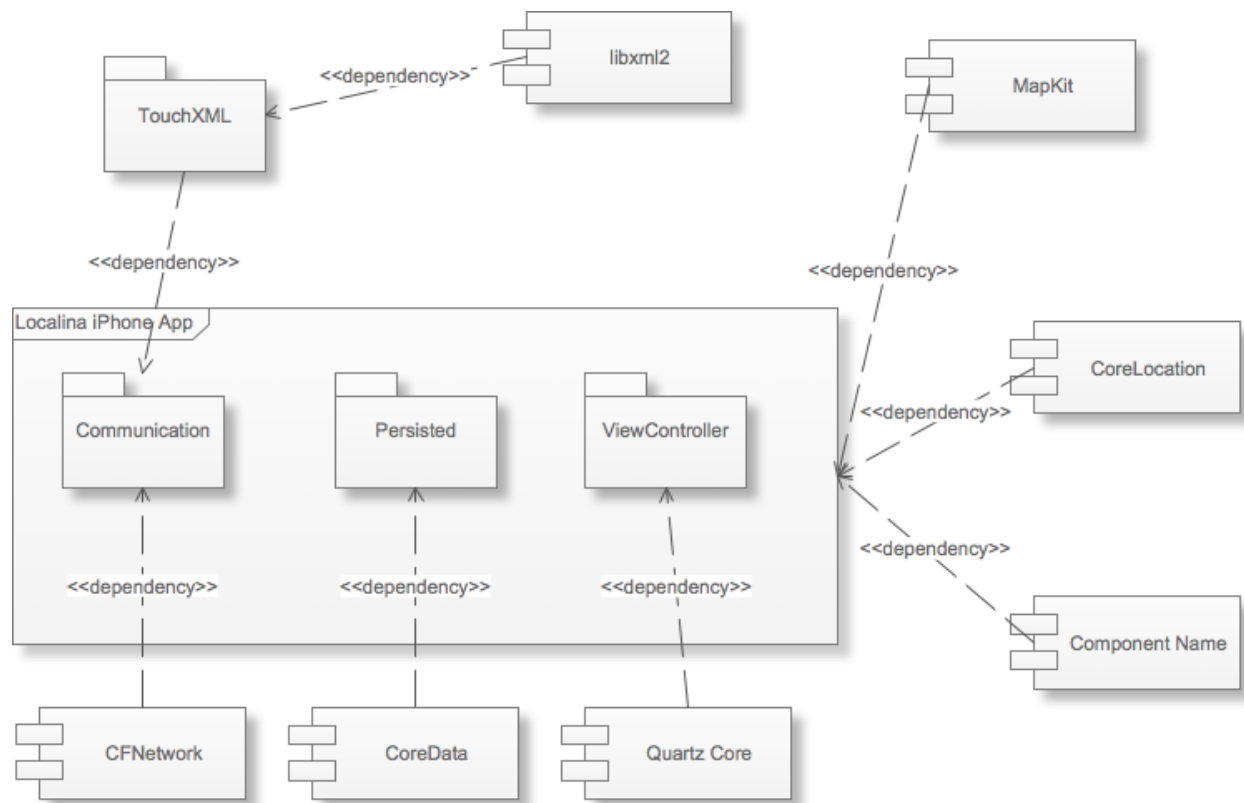 libxml2
<<dependency>>
MapKit
TouchXML
<<dependency>>
<<dependency>>
Localina iPhone App
CoreLocation
<<dependency>>
Communication
Persisted
ViewController
<<dependency>>
<<dependency>>
<<dependency>>
<<dependency>>
Component Name
CFNetwork
CoreData
Quartz Core